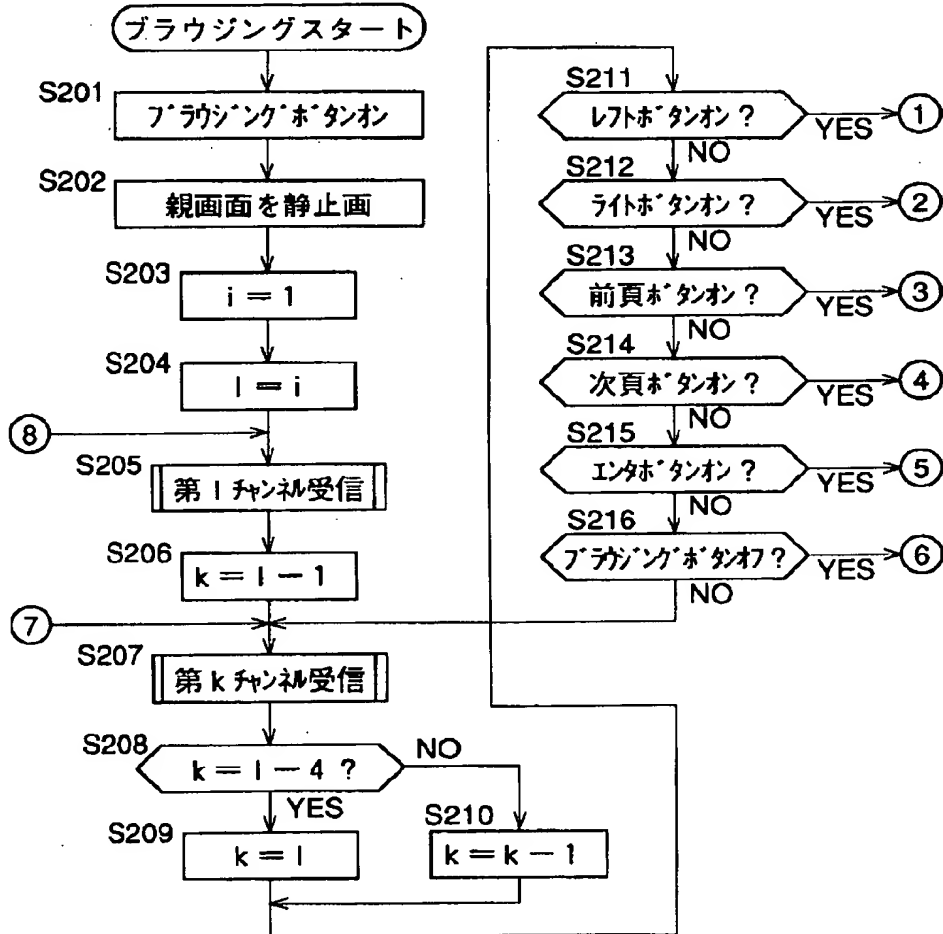 ブラウジングスタート
S201
ブラウジングボタンオン
S202
親画面を静止画
S203
i = 1
S204
l = i
⑧
S205
第 l チャンネル受信
S206
k = l - 1
⑦
S207
第 k チャンネル受信
S208
k = l - 4 ?
NO
YES
S209
k = l
S210
k = k - 1
S211
レフトボタンオン ?
YES
①
NO
S212
ライトボタンオン ?
YES
②
NO
S213
前頁ボタンオン ?
YES
③
NO
S214
次頁ボタンオン ?
YES
④
NO
S215
エンタボタンオン ?
YES
⑤
NO
S216
ブラウジングボタンオフ ?
YES
⑥
NO